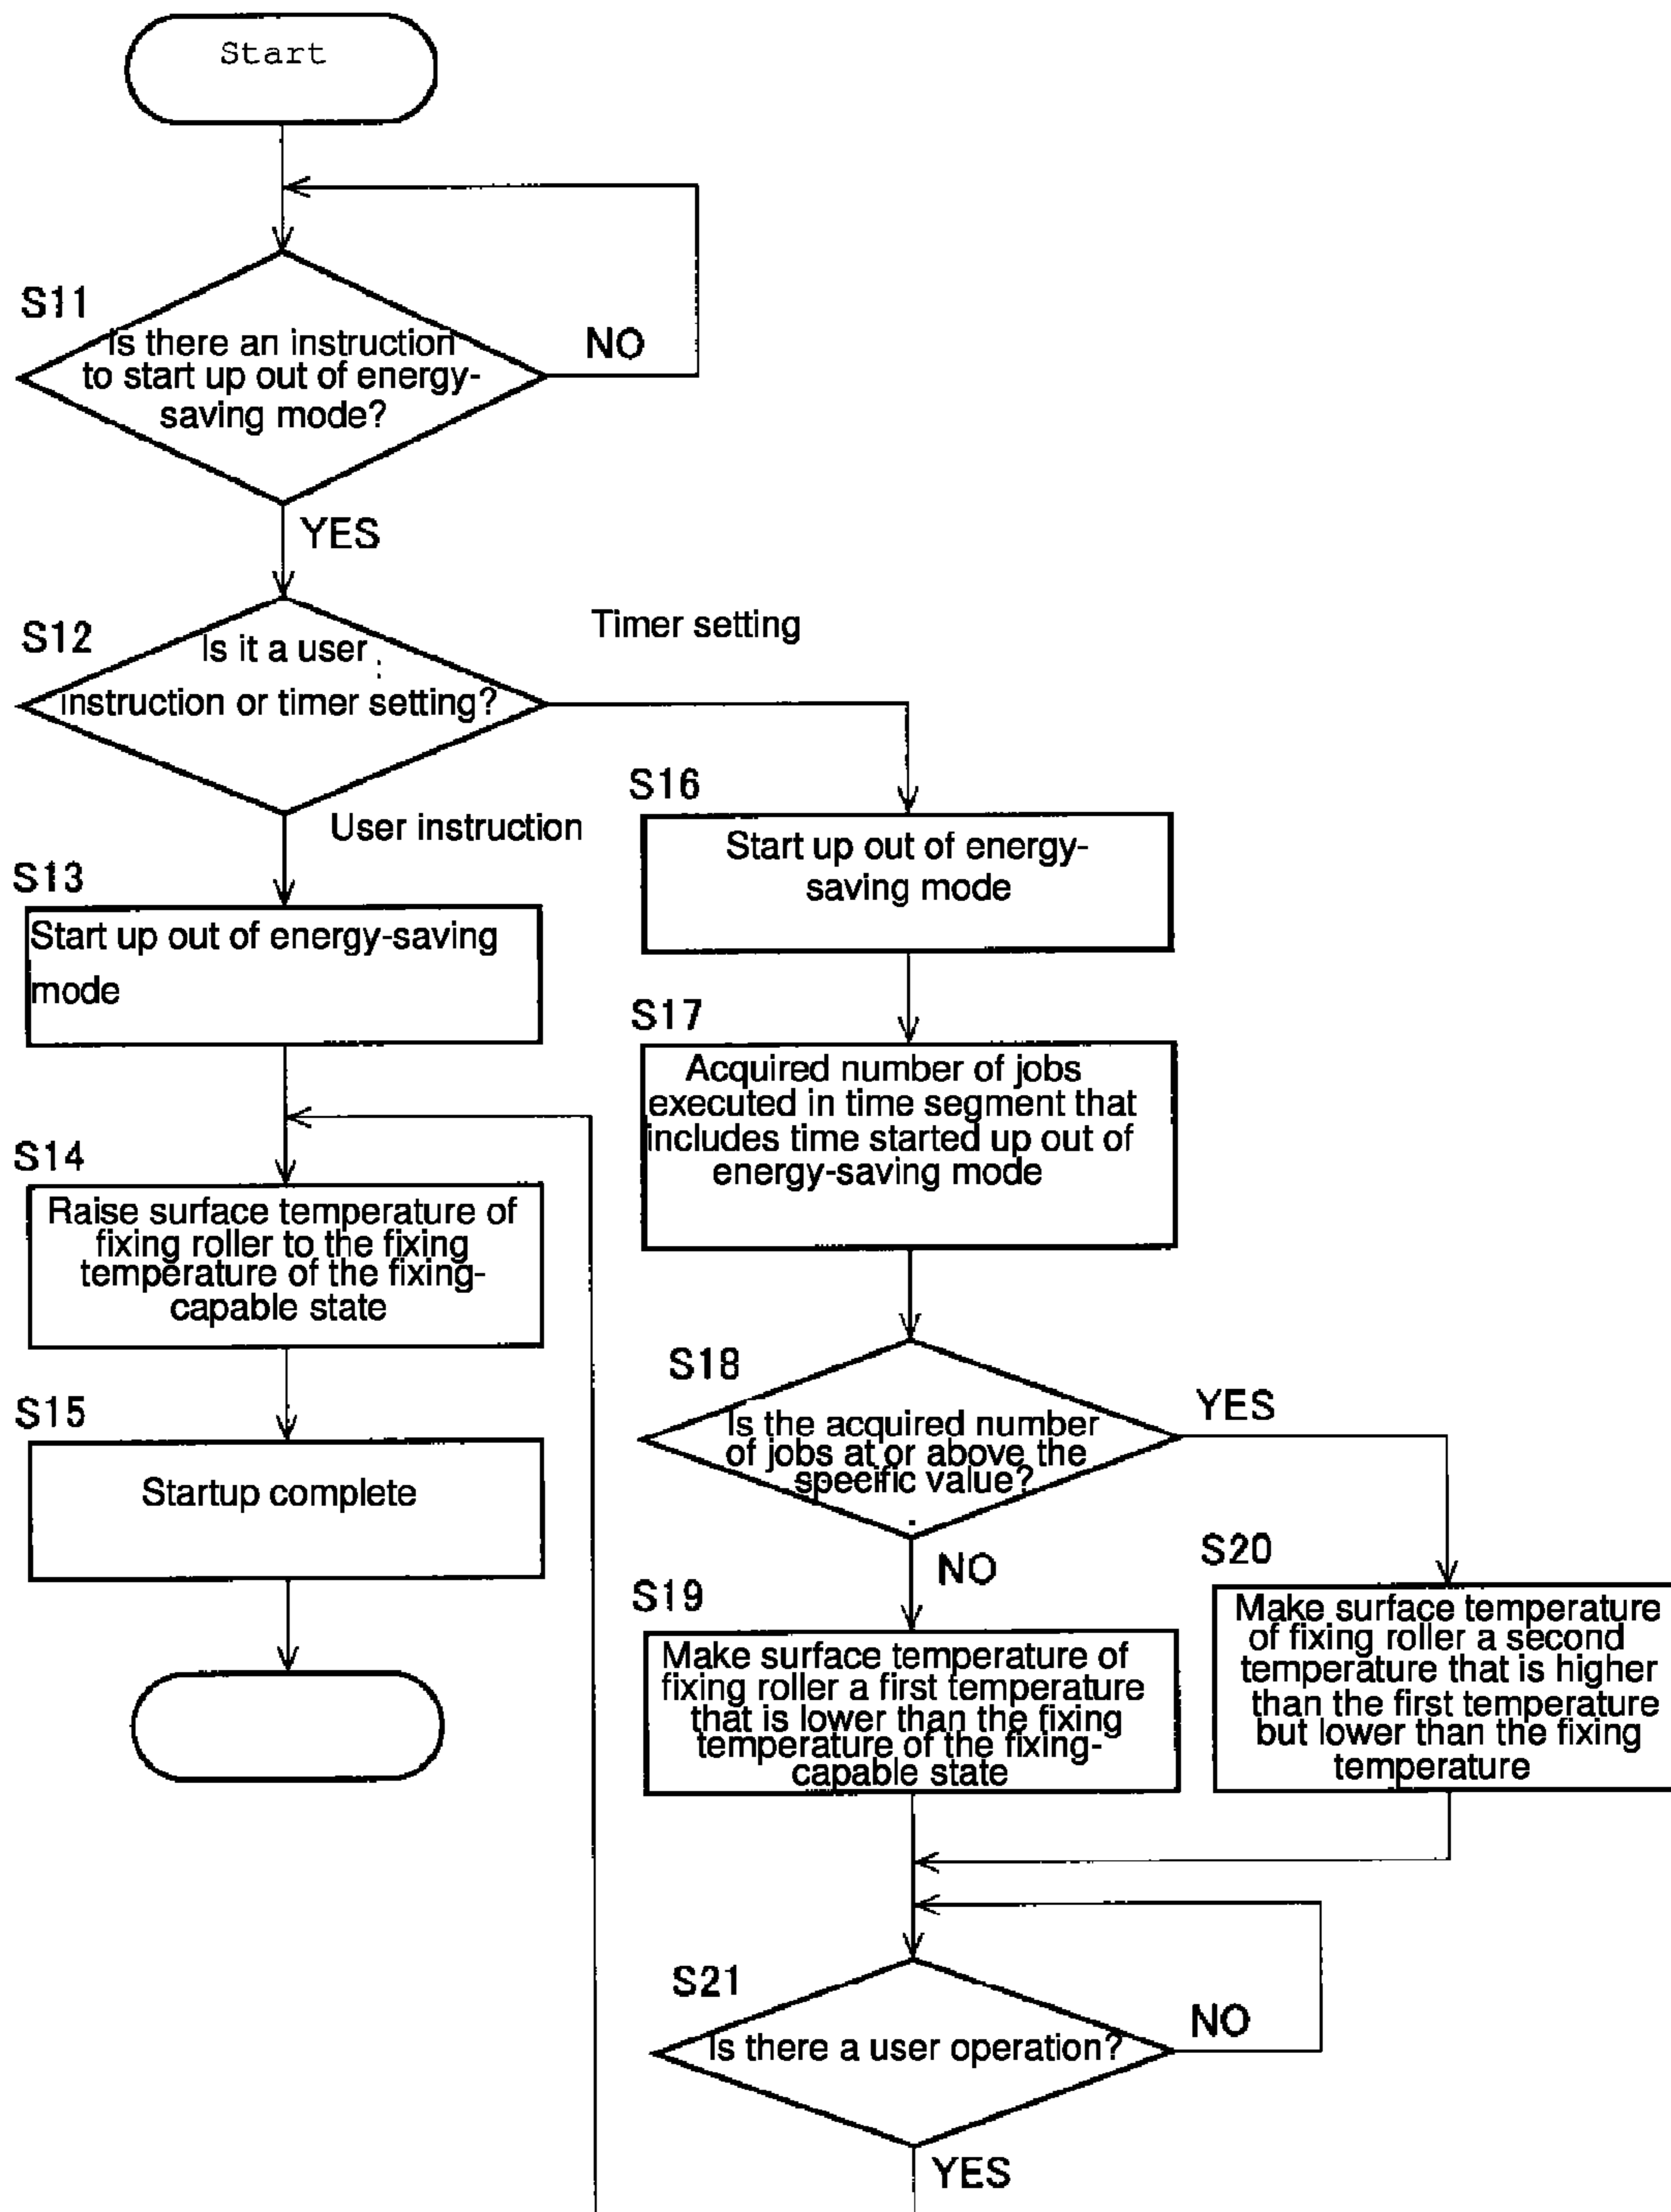 Start
S11
Is there an instruction
to start up out of energy-
saving mode?
NO
YES
S12
Is it a user
instruction or timer setting?
Timer setting
User instruction
S13
Start up out of energy-saving
mode
S14
Raise surface temperature of
fixing roller to the fixing
temperature of the fixing-
capable state
S15
Startup complete
S16
Start up out of energy-
saving mode
S17
Acquired number of jobs
executed in time segment that
includes time started up out of
energy-saving mode
S18
Is the acquired number
of jobs at or above the
specific value?
YES
NO
S19
Make surface temperature of
fixing roller a first temperature
that is lower than the fixing
temperature of the fixing-
capable state
S20
Make surface temperature
of fixing roller a second
temperature that is higher
than the first temperature
but lower than the fixing
temperature
S21
Is there a user operation?
NO
YES